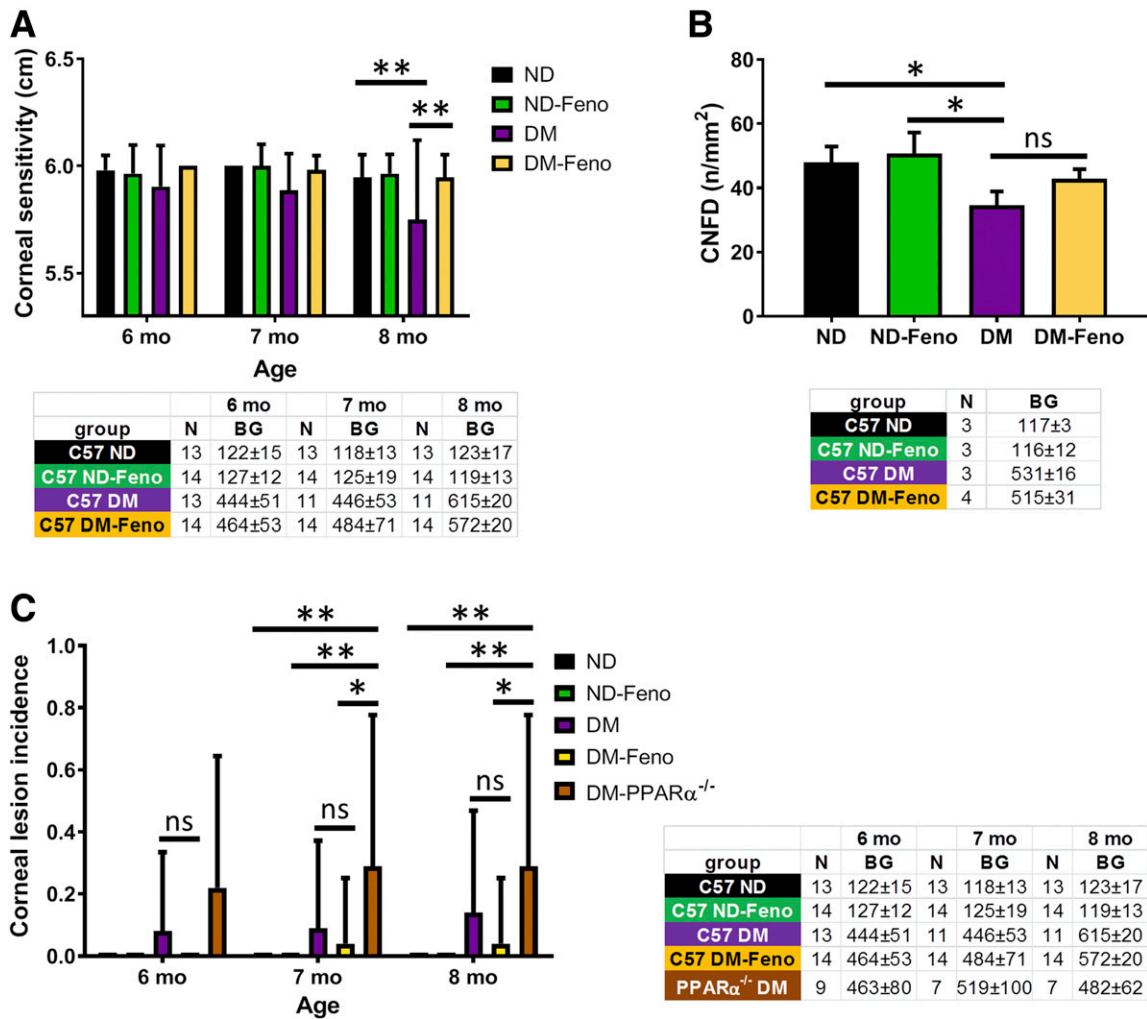 A
Corneal sensitivity (cm)
6.5
6.0
5.5
**
**
6 mo 7 mo 8 mo
Age
ND
ND-Feno
DM
DM-Feno
6 mo 7 mo 8 mo
group N BG N BG N BG
C57 ND 13 122±15 13 118±13 13 123±17
C57 ND-Feno 14 127±12 14 125±19 14 119±13
C57 DM 13 444±51 11 446±53 11 615±20
C57 DM-Feno 14 464±53 14 484±71 14 572±20
B
CNFD (n/mm²)
80
60
40
20
0
*
*
ns
ND ND-Feno DM DM-Feno
group N BG
C57 ND 3 117±3
C57 ND-Feno 3 116±12
C57 DM 3 531±16
C57 DM-Feno 4 515±31
C
Corneal lesion incidence
1.0
0.8
0.6
0.4
0.2
0.0
ns
**
**
*
ns
**
**
*
ns
6 mo 7 mo 8 mo
Age
ND
ND-Feno
DM
DM-Feno
DM-PPARα⁻/⁻
6 mo 7 mo 8 mo
group N BG N BG N BG
C57 ND 13 122±15 13 118±13 13 123±17
C57 ND-Feno 14 127±12 14 125±19 14 119±13
C57 DM 13 444±51 11 446±53 11 615±20
C57 DM-Feno 14 464±53 14 484±71 14 572±20
PPARα⁻/⁻ DM 9 463±80 7 519±100 7 482±62